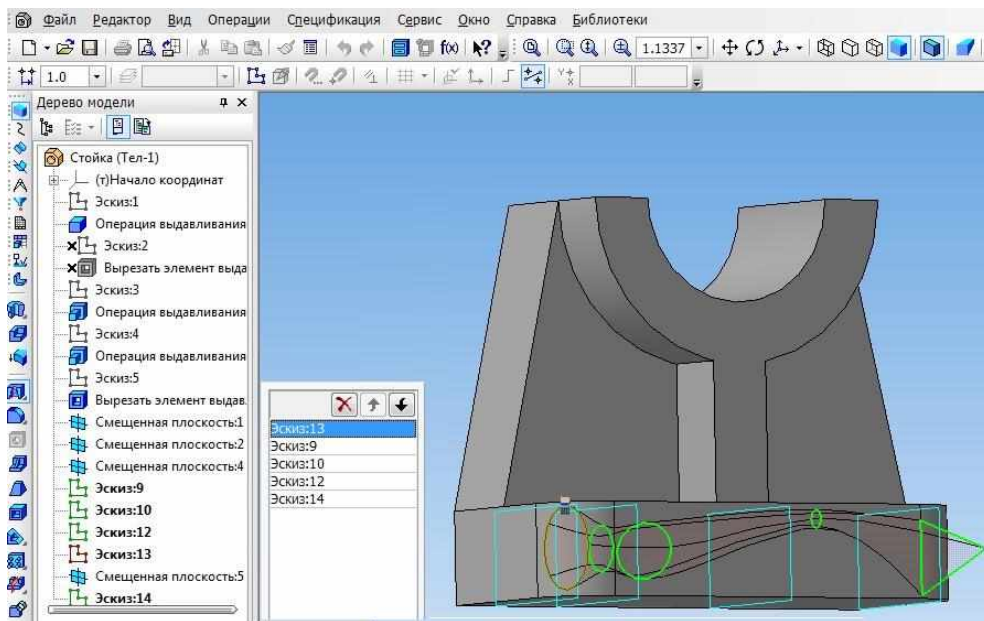 Файл Редактор Вид Операции Спецификация Сервис Окно Справка Библиотеки
f(x) 1.1337
1.0
Дерево модели
Стойка (Тел-1)
(т)Начало координат
Эскиз:1
Операция выдавливания
Эскиз:2
Вырезать элемент выда
Эскиз:3
Операция выдавливания
Эскиз:4
Операция выдавливания
Эскиз:5
Вырезать элемент выдав.
Смещенная плоскость:1
Смещенная плоскость:2
Смещенная плоскость:4
Эскиз:9
Эскиз:10
Эскиз:12
Эскиз:13
Смещенная плоскость:5
Эскиз:14
Эскиз:13
Эскиз:9
Эскиз:10
Эскиз:12
Эскиз:14